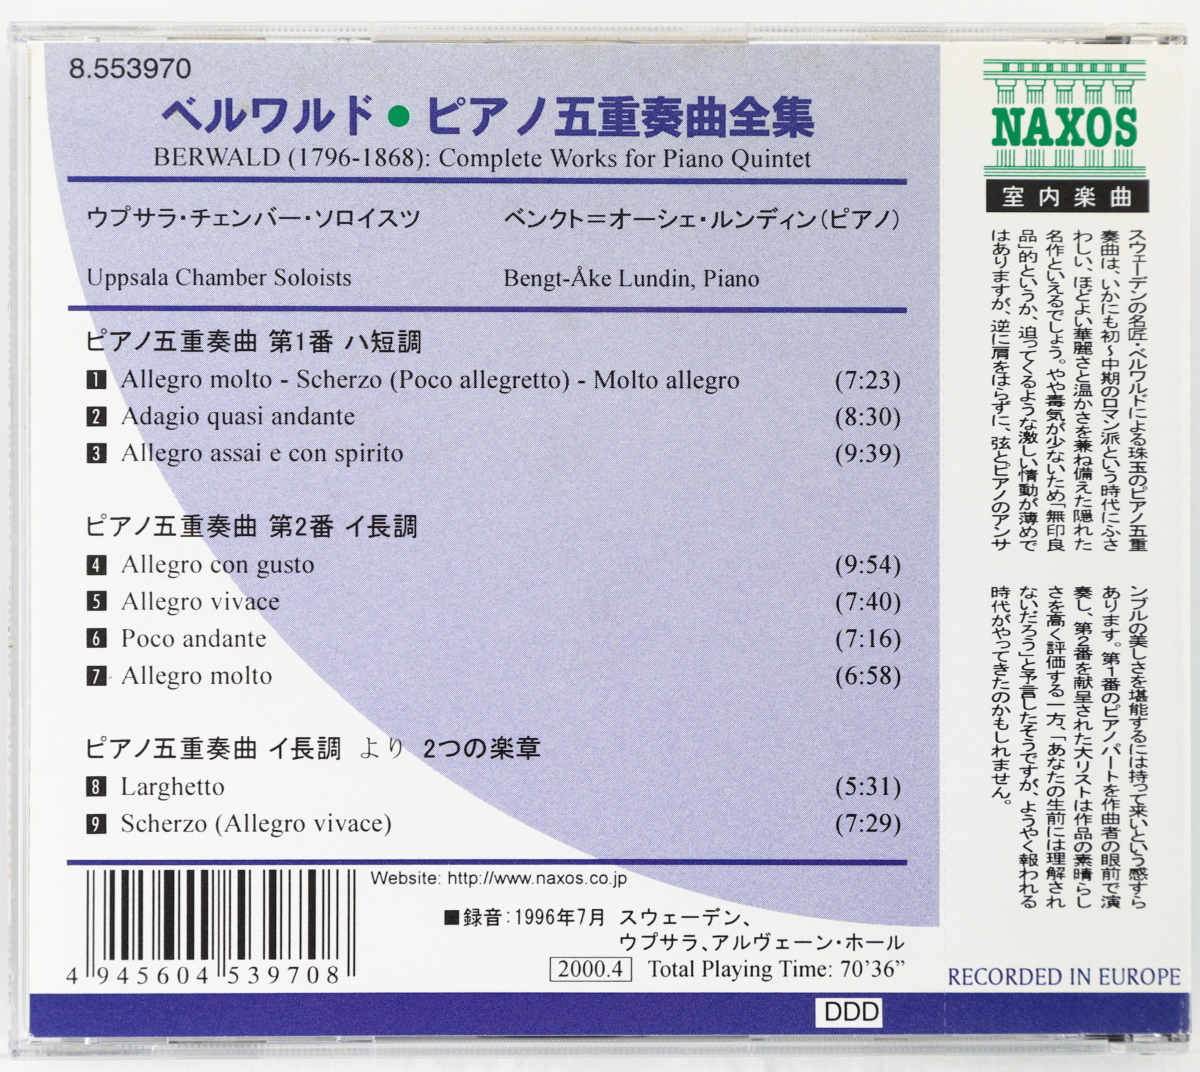 8.553970
ベルワルド●ピアノ五重奏曲全集
BERWALD (1796-1868): Complete Works for Piano Quintet
ウプサラ・チェンバー・ソロイスツ
ベンクト＝オーシェ・ルンディン（ピアノ）
Uppsala Chamber Soloists
Bengt-Åke Lundin, Piano
ピアノ五重奏曲 第1番 ハ短調
1 Allegro molto - Scherzo (Poco allegretto) - Molto allegro (7:23)
2 Adagio quasi andante (8:30)
3 Allegro assai e con spirito (9:39)
ピアノ五重奏曲 第2番 イ長調
4 Allegro con gusto (9:54)
5 Allegro vivace (7:40)
6 Poco andante (7:16)
7 Allegro molto (6:58)
ピアノ五重奏曲 イ長調 より 2つの楽章
8 Larghetto (5:31)
9 Scherzo (Allegro vivace) (7:29)
Website: http://www.naxos.co.jp
■録音：1996年7月 スウェーデン、
ウプサラ、アルヴェーン・ホール
2000.4 Total Playing Time: 70’36”
4 945604 539708
DDD
NAXOS
室内楽曲
スウェーデンの名匠・ベルワルドによる珠玉のピアノ五重
奏曲は、いかにも初～中期のロマン派という時代にふさ
わしい、ほどよい華麗さと温かさを兼ね備えた隠れた
名作といえるでしょう。やや毒気が少ないため「無印良
品」的というか、迫ってくるような激しい情動が薄めで
はありますが、逆に肩をはらずに、弦とピアノのアンサ
ンブルの美しさを堪能するには持って来いという感すら
あります。第1番のピアノパートを作曲者の眼前で演
奏し、第2番を献呈された大リストは作品の素晴らし
さを高く評価する一方、「あなたの生前には理解され
ないだろう」と予言したそうですが、ようやく報われる
時代がやってきたのかもしれません。
RECORDED IN EUROPE